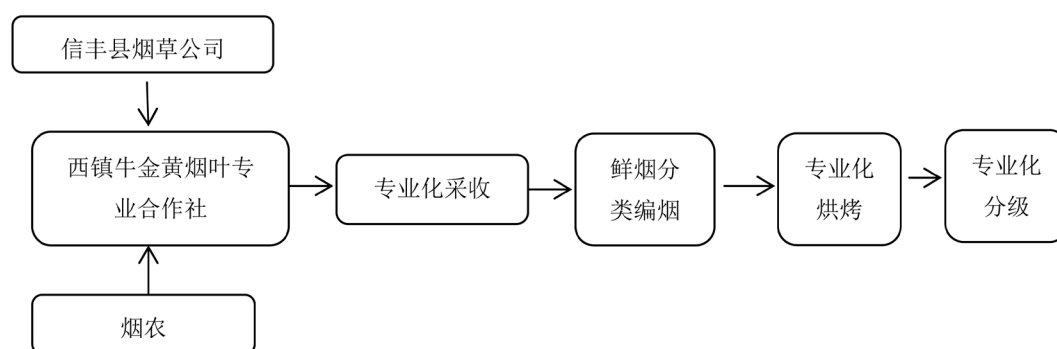 信丰县烟草公司
西镇牛金黄烟叶专
业合作社
专业化采收
鲜烟分
类编烟
专业化
烘烤
专业化
分级
烟农